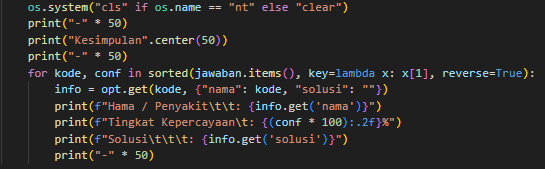 os.system("cls" if os.name == "nt" else "clear")
print("-" * 50)
print("Kesimpulan".center(50))
print("-" * 50)
for kode, conf in sorted(jawaban.items(), key=lambda x: x[1], reverse=True):
    info = opt.get(kode, {"nama": kode, "solusi": ""})
    print(f"Hama / Penyakit\t\t: {info.get('nama')}")
    print(f"Tingkat Kepercayaan\t: {(conf * 100):.2f}%")
    print(f"Solusi\t\t\t: {info.get('solusi')}")
    print("-" * 50)